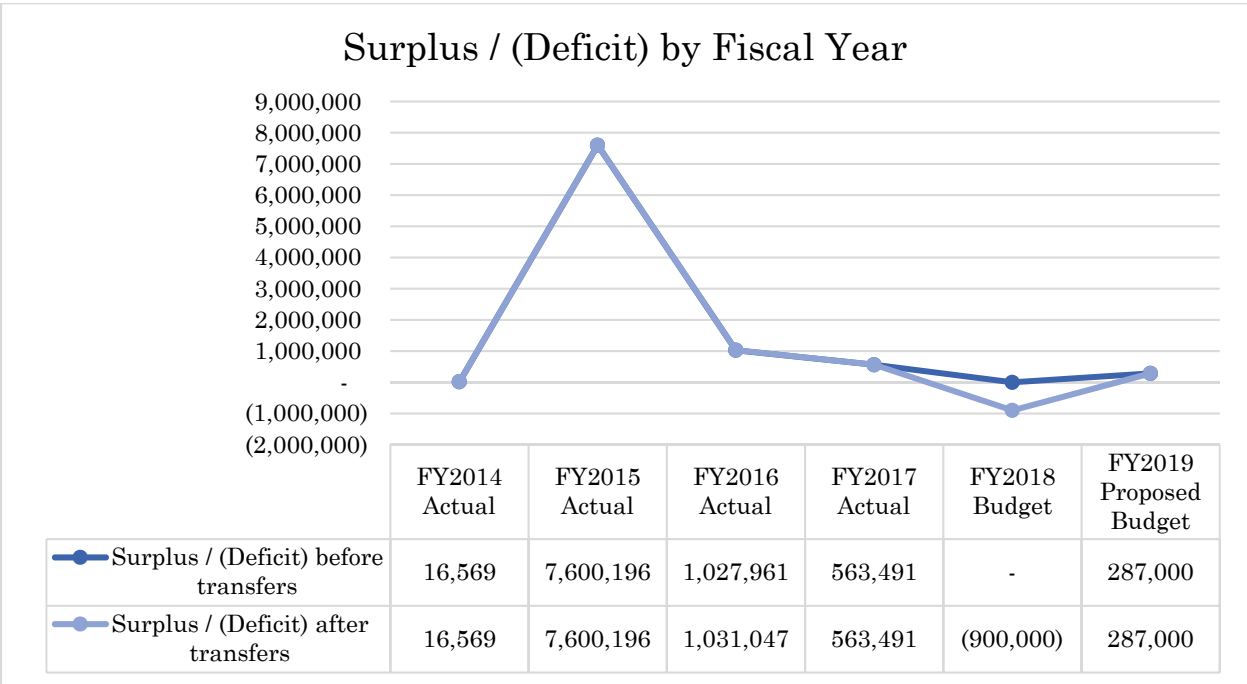 Surplus / (Deficit) by Fiscal Year
9,000,000
8,000,000
7,000,000
6,000,000
5,000,000
4,000,000
3,000,000
2,000,000
1,000,000
-
(1,000,000)
(2,000,000)
FY2014 Actual
FY2015 Actual
FY2016 Actual
FY2017 Actual
FY2018 Budget
FY2019 Proposed Budget
Surplus / (Deficit) before transfers 16,569 7,600,196 1,027,961 563,491 - 287,000
Surplus / (Deficit) after transfers 16,569 7,600,196 1,031,047 563,491 (900,000) 287,000